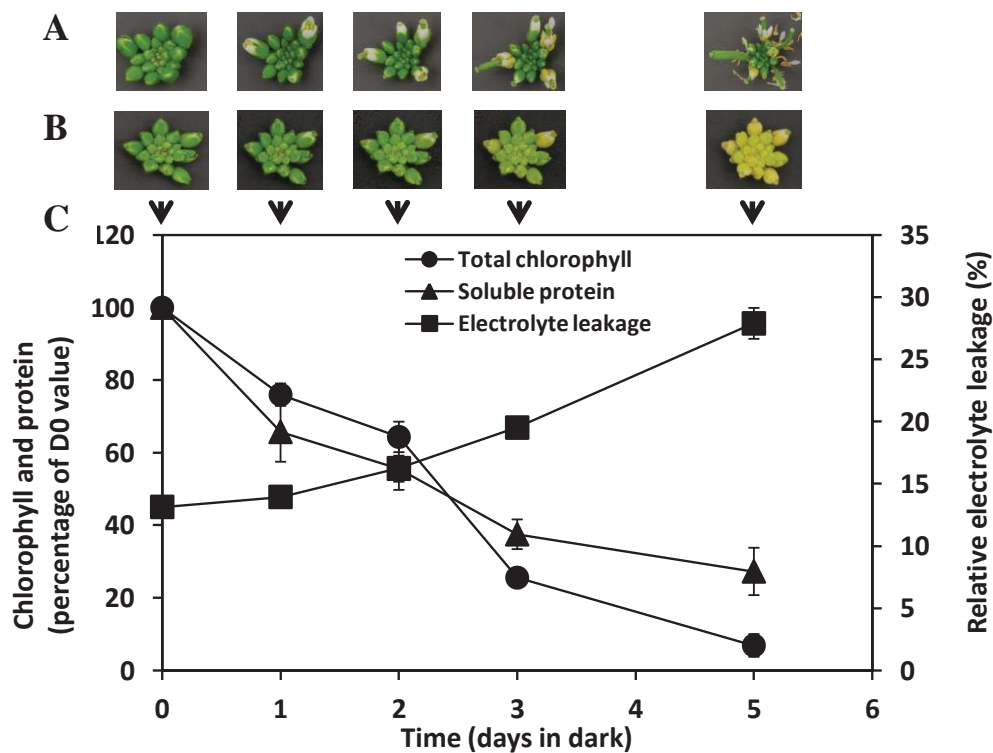 A
B
C
Total chlorophyll
Soluble protein
Electrolyte leakage
Chlorophyll and protein
(percentage of D0 value)
120
100
80
60
40
20
0
35
30
25
20
15
10
5
0
Relative electrolyte leakage (%)
0 1 2 3 4 5 6
Time (days in dark)